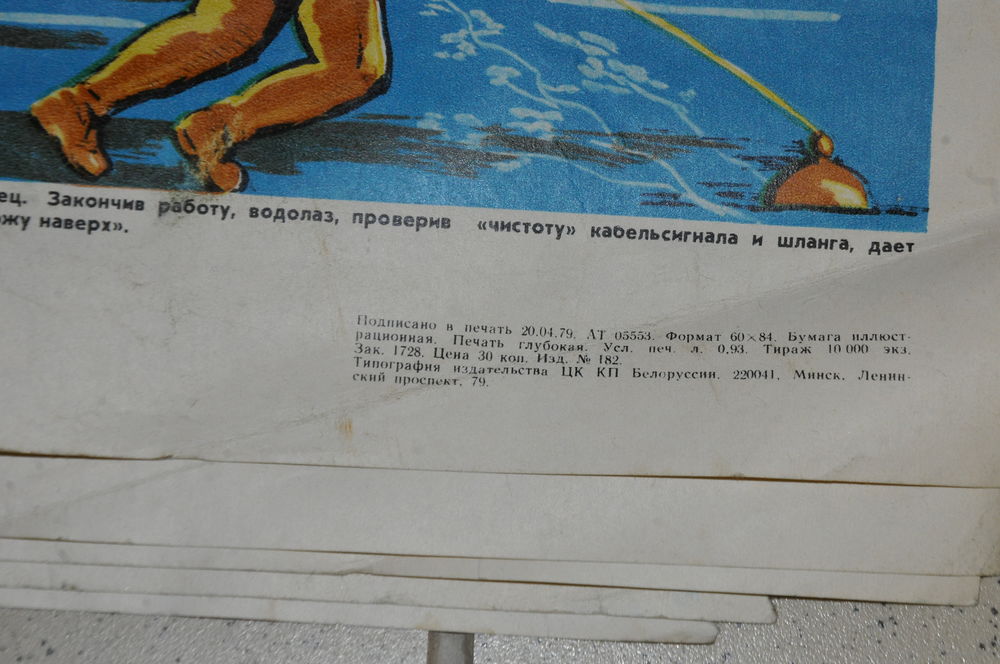 ец. Закончив работу, водолаз, проверив «чистоту» кабельсигнала и шланга, дает
жу наверх».
Подписано в печать 20.04.79. АТ 05553. Формат 60×84. Бумага иллюст-
рационная. Печать глубокая. Усл. печ. л. 0,93. Тираж 10 000 экз.
Зак. 1728. Цена 30 коп. Изд. № 182.
Типография издательства ЦК КП Белоруссии. 220041, Минск, Ленин-
ский проспект, 79.